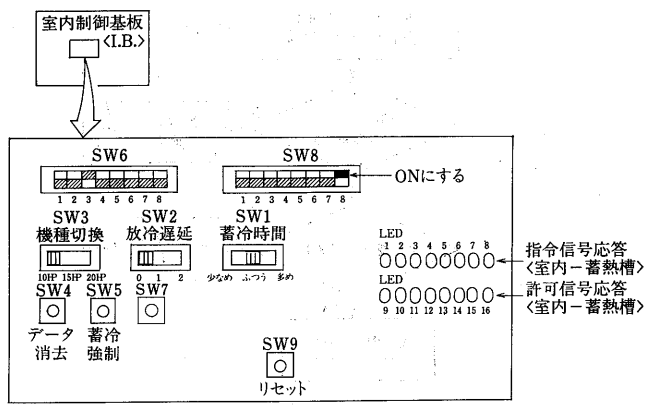 室内制御基板
〈I.B.〉
SW6
SW8
ONにする
1 2 3 4 5 6 7 8
1 2 3 4 5 6 7 8
SW3
機種切換
SW2
放冷遅延
SW1
蓄冷時間
10HP 15HP 20HP
0 1 2
少なめ ふつう 多め
LED
1 2 3 4 5 6 7 8
指令信号応答
〈室内－蓄熱槽〉
LED
9 10 11 12 13 14 15 16
許可信号応答
〈室内－蓄熱槽〉
SW4
SW5
SW7
データ
消去
蓄冷
強制
SW9
リセット